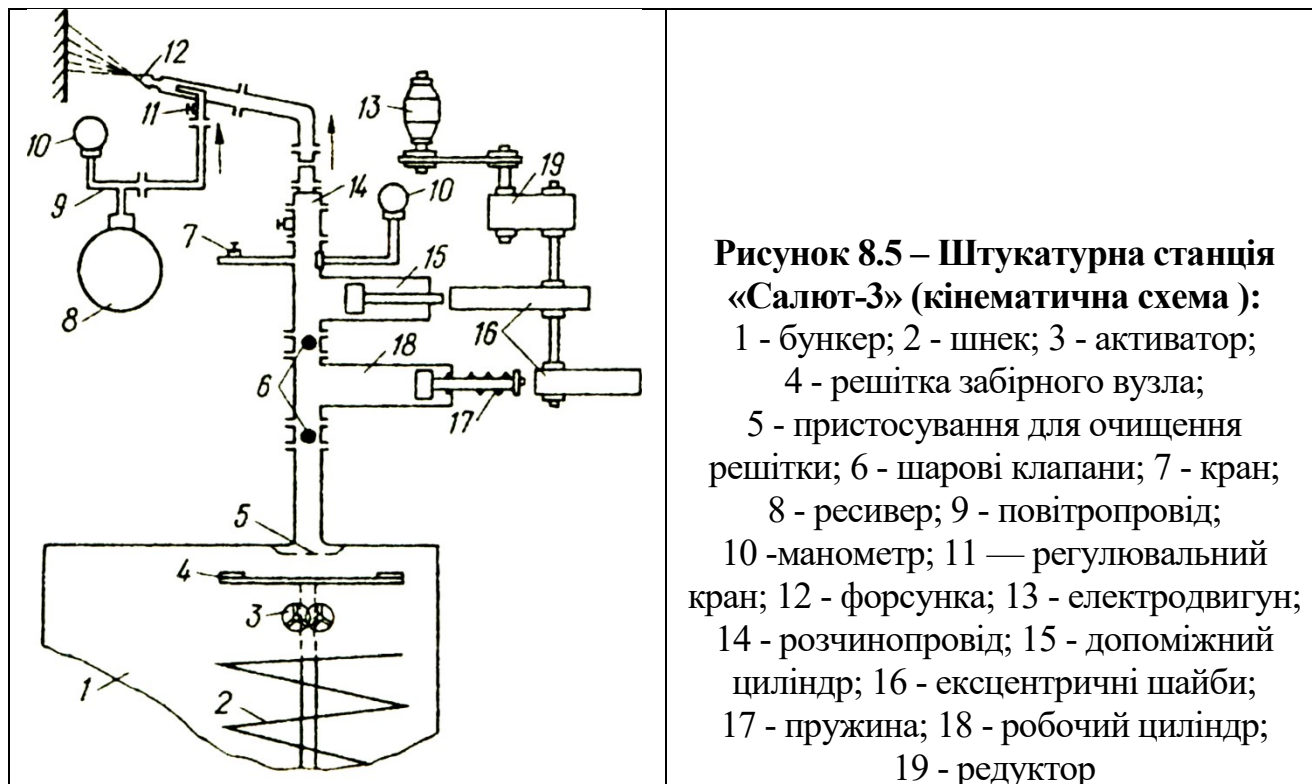 12
11
13
10
19
9
14
10
7
15
8
16
18
6
17
5
4
3
1
2
Рисунок 8.5 – Штукатурна станція
«Салют-3» (кінематична схема ):
1 - бункер; 2 - шнек; 3 - активатор;
4 - решітка забірного вузла;
5 - пристосування для очищення
решітки; 6 - шарові клапани; 7 - кран;
8 - ресивер; 9 - повітропровід;
10 -манометр; 11 — регулювальний
кран; 12 - форсунка; 13 - електродвигун;
14 - розчинопровід; 15 - допоміжний
циліндр; 16 - ексцентричні шайби;
17 - пружина; 18 - робочий циліндр;
19 - редуктор